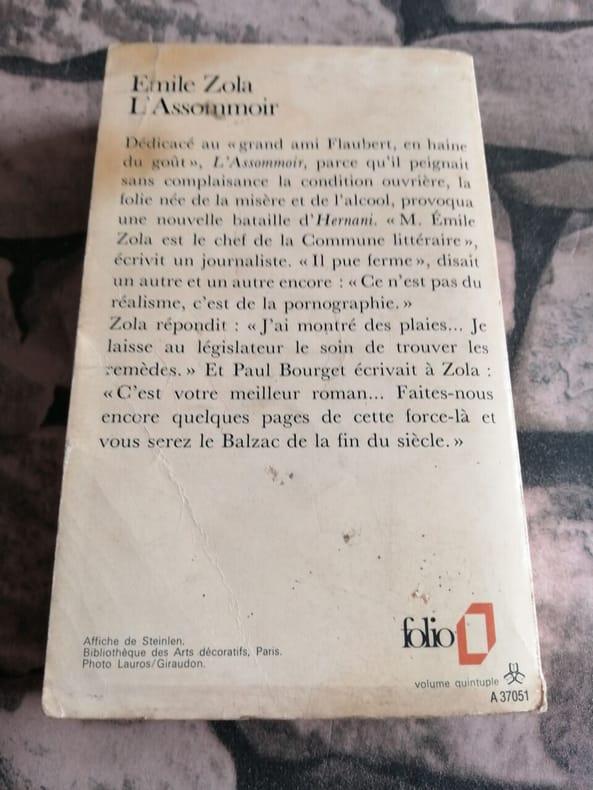 Emile Zola
L'Assommoir
Dédicacé au « grand ami Flaubert, en haine
du goût », L'Assommoir, parce qu'il peignait
sans complaisance la condition ouvrière, la
folie née de la misère et de l'alcool, provoqua
une nouvelle bataille d'Hernani. « M. Émile
Zola est le chef de la Commune littéraire »,
écrivit un journaliste. « Il pue ferme », disait
un autre et un autre encore : « Ce n'est pas du
réalisme, c'est de la pornographie. »
Zola répondit : « J'ai montré des plaies... Je
laisse au législateur le soin de trouver les
remèdes. » Et Paul Bourget écrivait à Zola :
« C'est votre meilleur roman... Faites-nous
encore quelques pages de cette force-là et
vous serez le Balzac de la fin du siècle. »
Affiche de Steinlen.
Bibliothèque des Arts décoratifs, Paris.
Photo Lauros/Giraudon.
folio
volume quintuple
A 37051